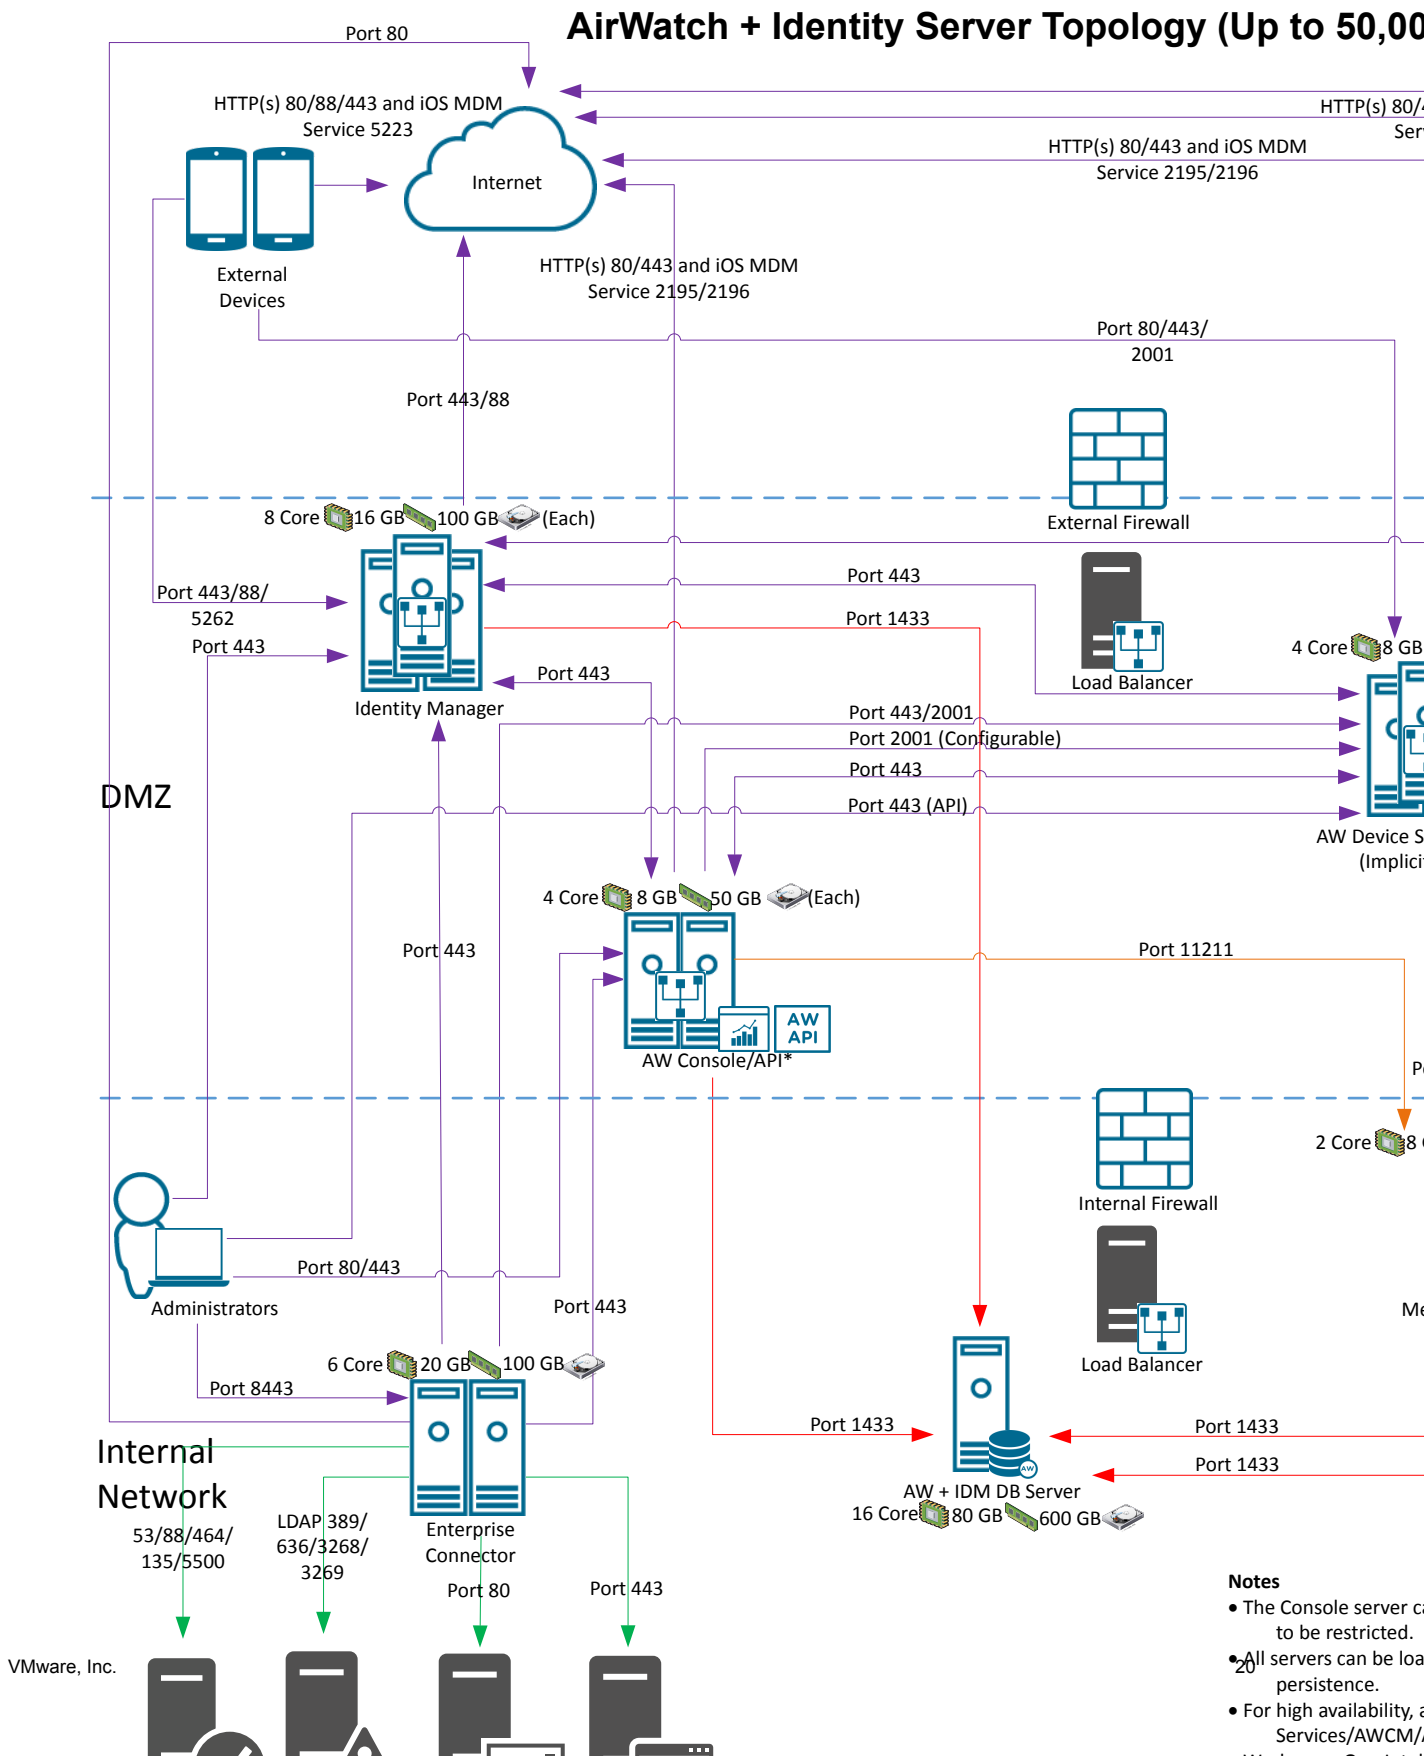 AirWatch + Identity Server Topology (Up to 50,00
Port 80
HTTP(s) 80/88/443 and iOS MDM
Service 5223
HTTP(s) 80/4
Ser
HTTP(s) 80/443 and iOS MDM
Service 2195/2196
Internet
External
Devices
HTTP(s) 80/443 and iOS MDM
Service 2195/2196
Port 80/443/
2001
Port 443/88
8 Core 16 GB 100 GB (Each)
External Firewall
Port 443/88/
5262
Port 443
Port 443
Port 1433
Port 443
Identity Manager
Load Balancer
4 Core 8 GB
Port 443/2001
Port 2001 (Configurable)
Port 443
Port 443 (API)
DMZ
AW Device S
(Implici
4 Core 8 GB 50 GB (Each)
Port 443
Port 11211
AW
API
AW Console/API*
2 Core 8
Internal Firewall
Port 80/443
Administrators
Port 443
Me
Load Balancer
6 Core 20 GB 100 GB
Port 8443
Port 1433
Port 1433
Port 1433
Internal
Network
AW
AW + IDM DB Server
16 Core 80 GB 600 GB
53/88/464/
135/5500
LDAP 389/
636/3268/
3269
Enterprise
Connector
Port 80
Port 443
Notes
• The Console server ca
to be restricted.
• All servers can be loa
persistence.
• For high availability, a
Services/AWCM/
VMware, Inc.
20